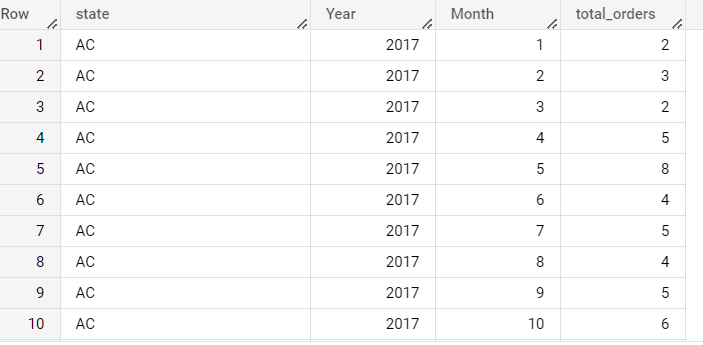 Row state Year Month total_orders
1 AC 2017 1 2
2 AC 2017 2 3
3 AC 2017 3 2
4 AC 2017 4 5
5 AC 2017 5 8
6 AC 2017 6 4
7 AC 2017 7 5
8 AC 2017 8 4
9 AC 2017 9 5
10 AC 2017 10 6